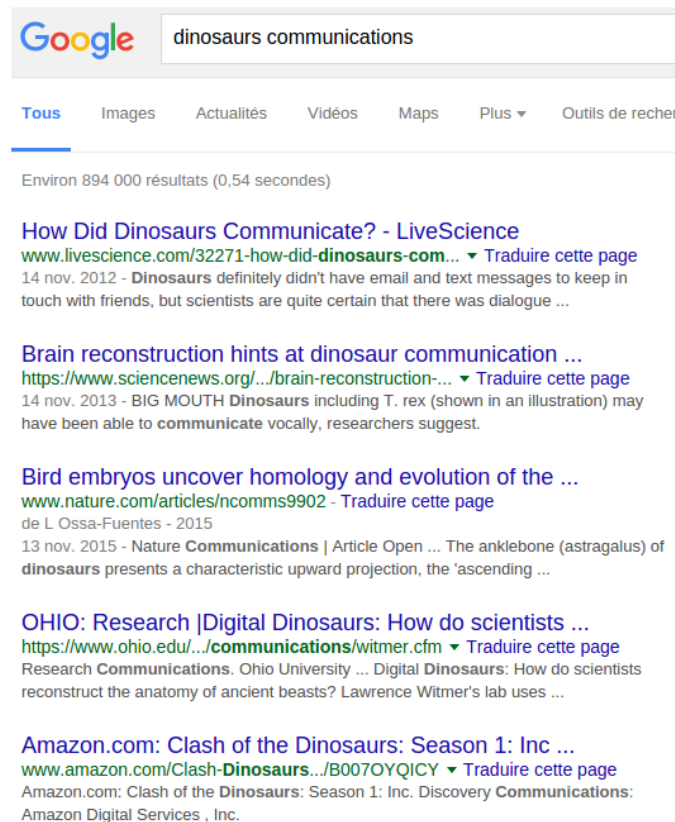 Google dinosaurs communications
Tous Images Actualités Vidéos Maps Plus Outils de
Environ 894 000 résultats (0,54 secondes)
How Did Dinosaurs Communicate? - LiveScience
www.livescience.com/32271-how-did-dinosaurs-com... Traduire cette page
14 nov. 2012 - Dinosaurs definitely didn't have email and text messages to keep in
touch with friends, but scientists are quite certain that there was dialogue ...
Brain reconstruction hints at dinosaur communication ...
https://www.sciencenews.org/.../brain-reconstruction-... Traduire cette page
14 nov. 2013 - BIG MOUTH Dinosaurs including T. rex (shown in an illustration) may
have been able to communicate vocally, researchers suggest.
Bird embryos uncover homology and evolution of the ...
www.nature.com/articles/ncomms9902 - Traduire cette page
de L Ossa-Fuentes - 2015
13 nov. 2015 - Nature Communications | Article Open ... The anklebone (astragalus) of
dinosaurs presents a characteristic upward projection, the 'ascending ...
OHIO: Research |Digital Dinosaurs: How do scientists ...
https://www.ohio.edu/.../communications/witmer.cfm Traduire cette page
Research Communications. Ohio University ... Digital Dinosaurs: How do scientists
reconstruct the anatomy of ancient beasts? Lawrence Witmer's lab uses ...
Amazon.com: Clash of the Dinosaurs: Season 1: Inc ...
www.amazon.com/Clash-Dinosaurs.../B007OYQICY Traduire cette page
Amazon.com: Clash of the Dinosaurs: Season 1: Inc. Discovery Communications:
Amazon Digital Services , Inc.